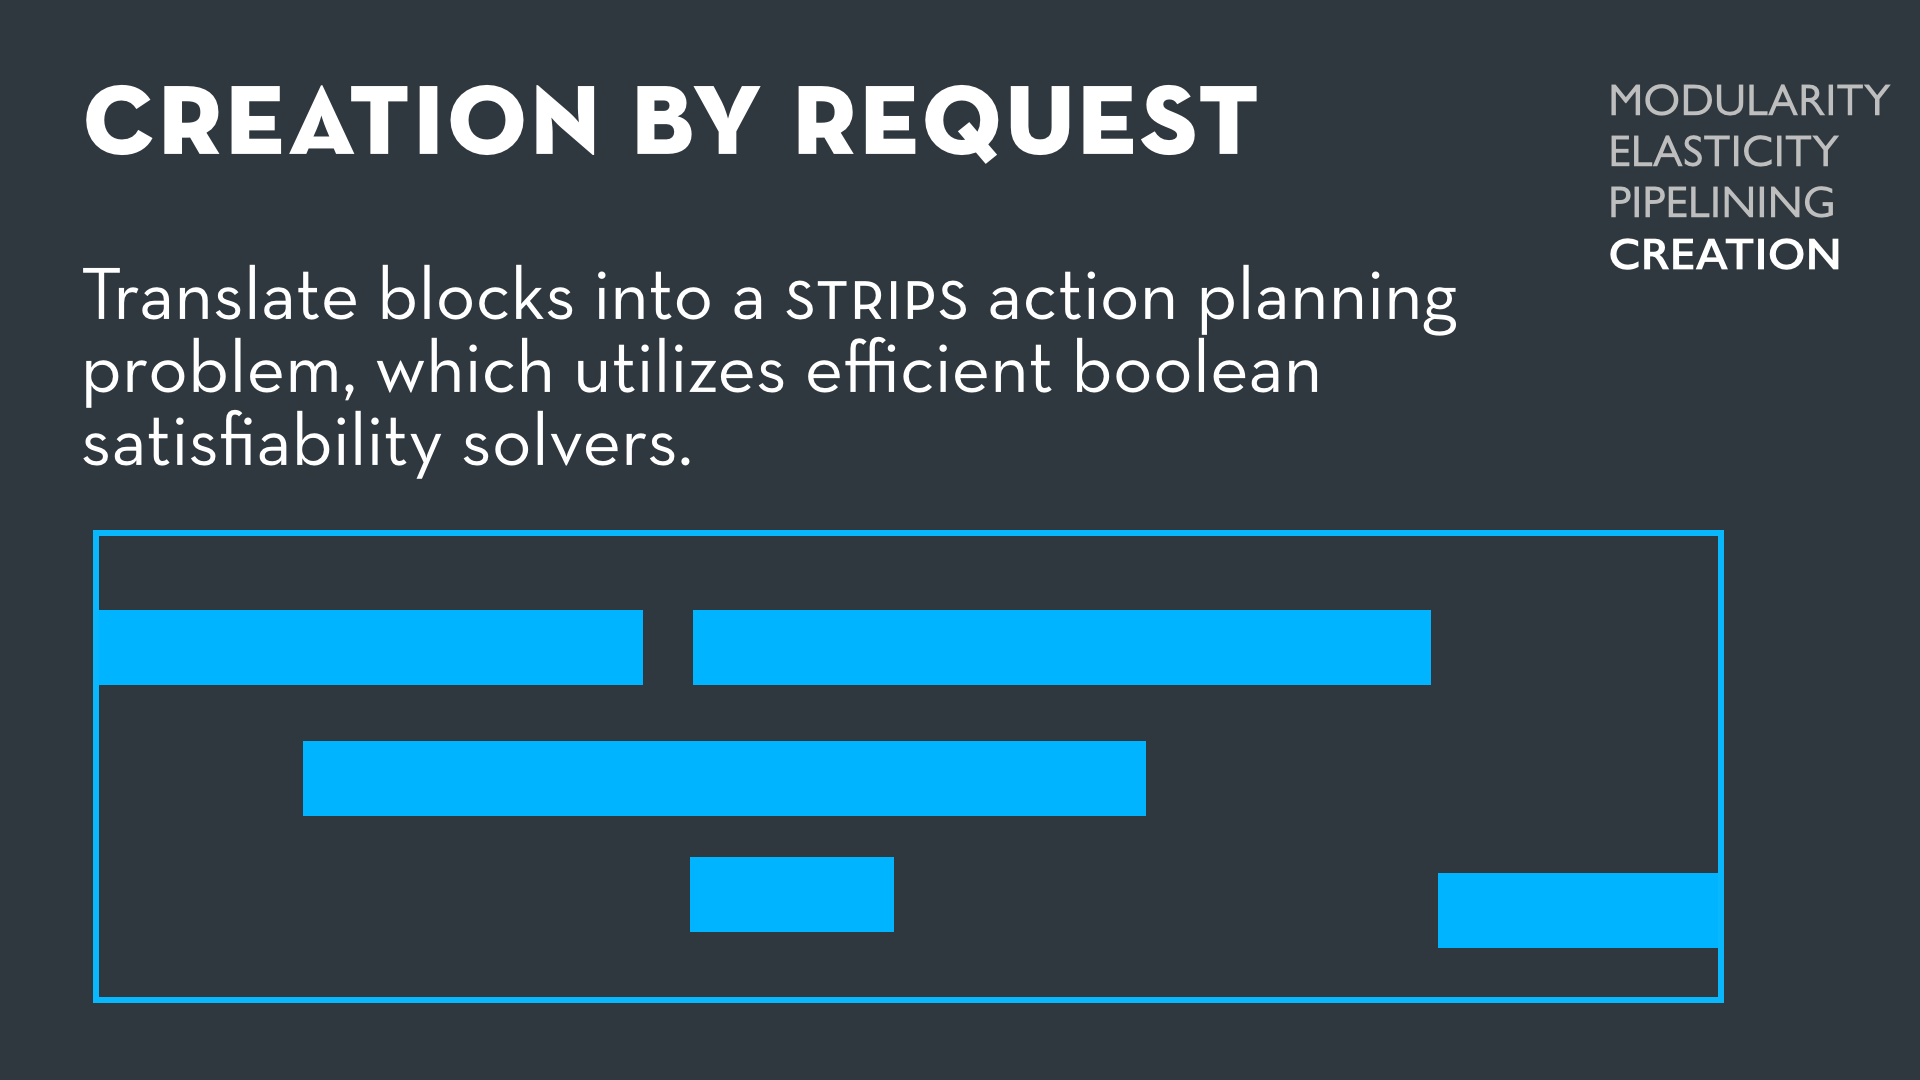 CREATION BY REQUEST
MODULARITY
ELASTICITY
PIPELINING
CREATION
Translate blocks into a STRIPS action planning
problem, which utilizes efficient boolean
satisfiability solvers.